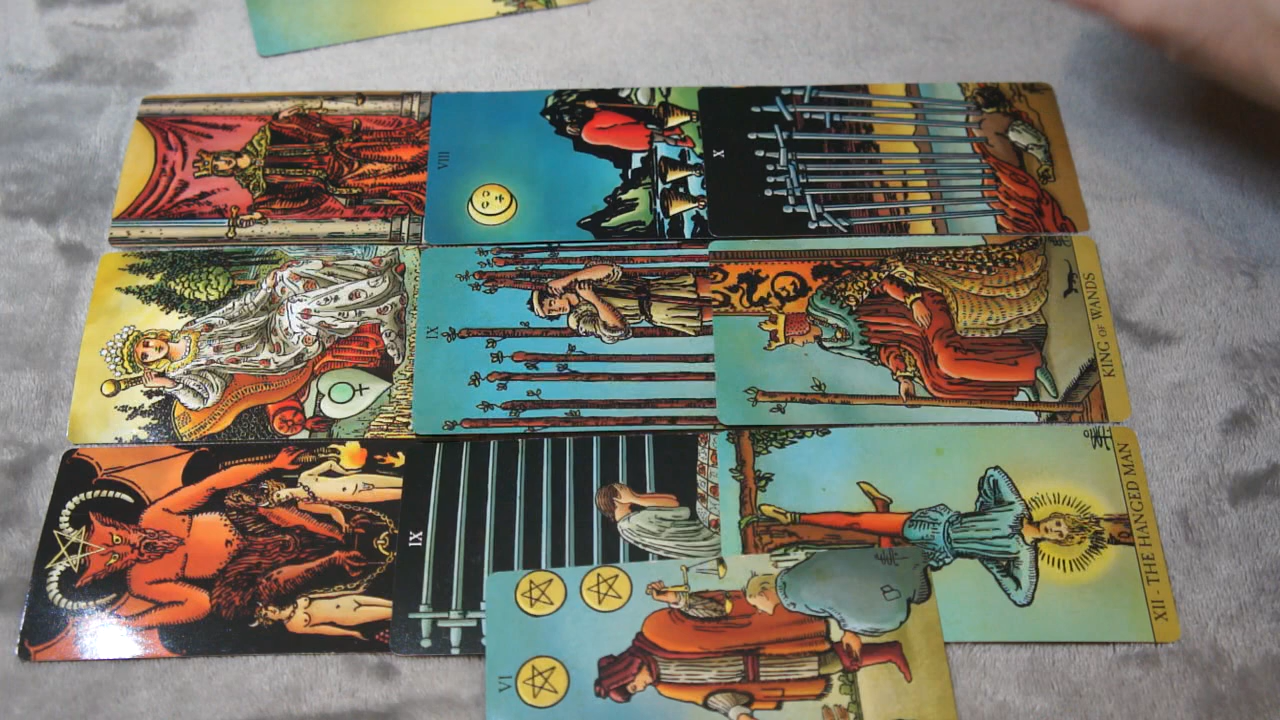 VIII
X
IX
KING OF WANDS
IX
XII - THE HANGED MAN
VI